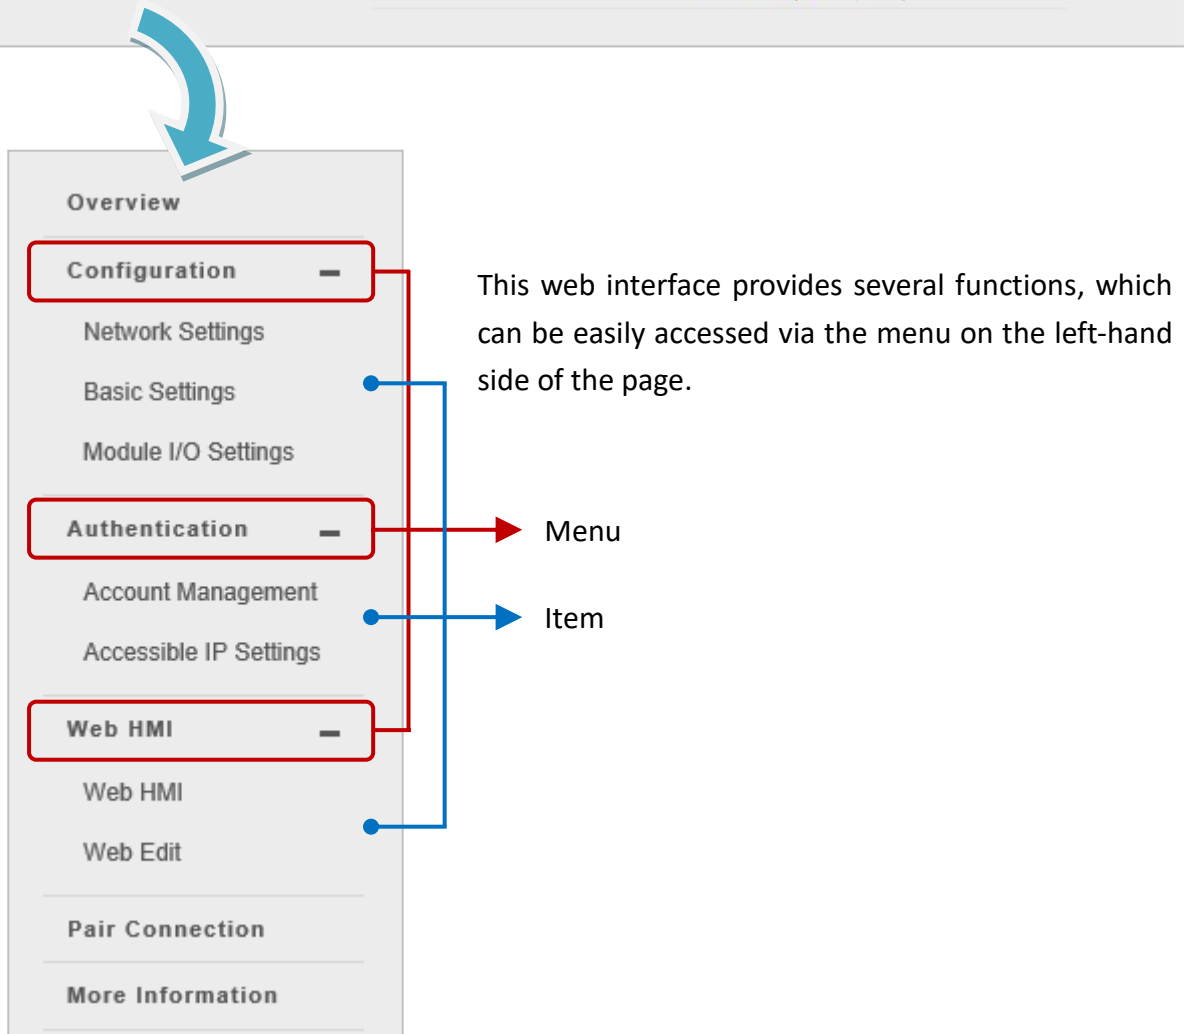 Overview
Configuration
Network Settings
Basic Settings
Module I/O Settings
Authentication
Account Management
Accessible IP Settings
Web HMI
Web HMI
Web Edit
Pair Connection
More Information
This web interface provides several functions, which
can be easily accessed via the menu on the left-hand
side of the page.
Menu
Item